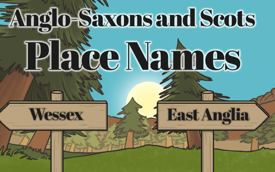 Anglo-Saxons and Scots
Place Names
Wessex
East Anglia